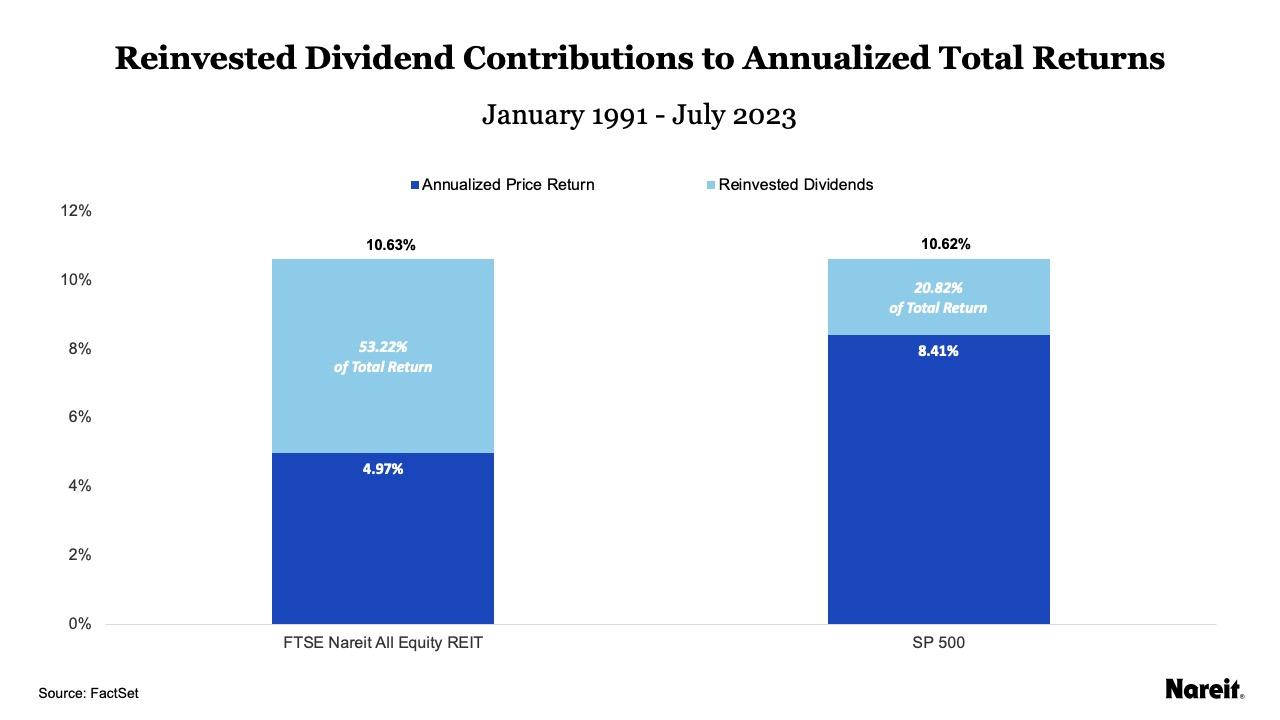 Reinvested Dividend Contributions to Annualized Total Returns
January 1991 - July 2023
Annualized Price Return
Reinvested Dividends
12%
10%
8%
6%
4%
2%
0%
10.63%
53.22%
of Total Return
4.97%
10.62%
20.82%
of Total Return
8.41%
FTSE Nareit All Equity REIT
SP 500
Source: FactSet
Nareit®